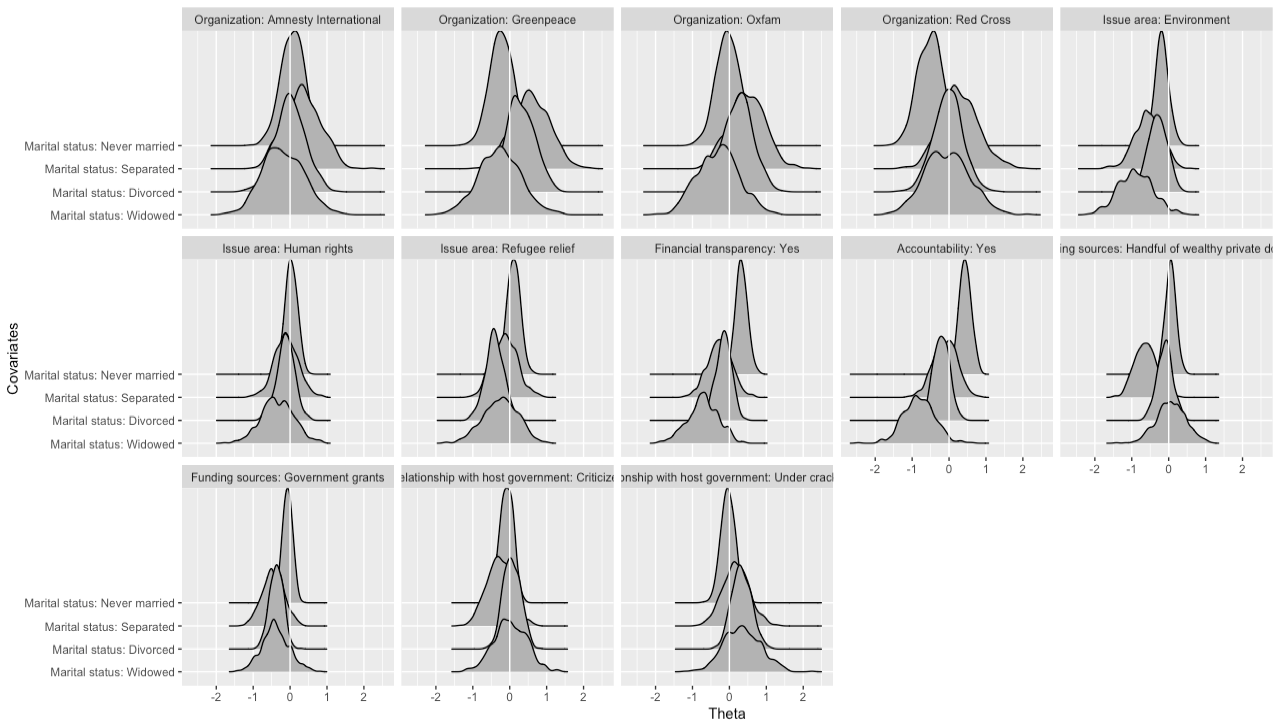 Organization: Amnesty International
Organization: Greenpeace
Organization: Oxfam
Organization: Red Cross
Issue area: Environment
Marital status: Never married
Marital status: Separated
Marital status: Divorced
Marital status: Widowed
Issue area: Human rights
Issue area: Refugee relief
Financial transparency: Yes
Accountability: Yes
ing sources: Handful of wealthy private do
Marital status: Never married
Marital status: Separated
Marital status: Divorced
Marital status: Widowed
-2 -1 0 1 2
-2 -1 0 1 2
Funding sources: Government grants
elationship with host government: Criticize
onship with host government: Under crack
Marital status: Never married
Marital status: Separated
Marital status: Divorced
Marital status: Widowed
-2 -1 0 1 2
-2 -1 0 1 2
-2 -1 0 1 2
Theta
Covariates